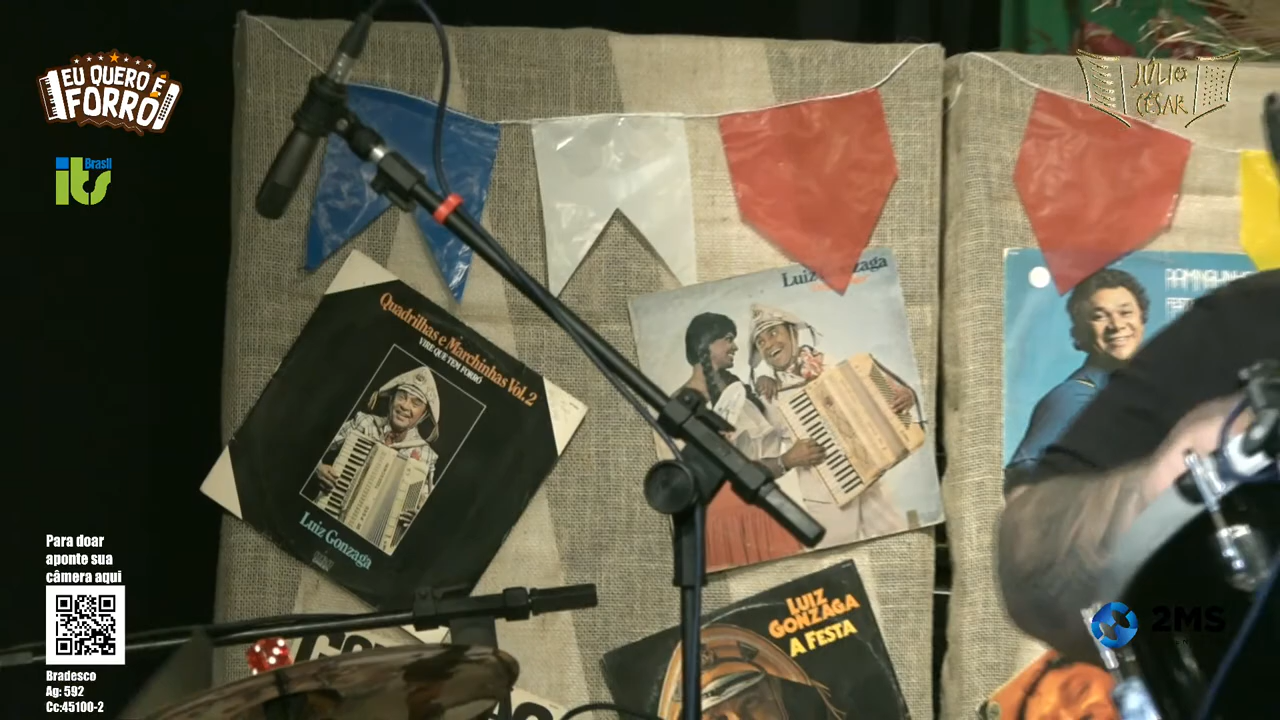 EU QUERO É
FORRÓ
Brasil
its
JÚLIO
CÉSAR
Luiz Gonzaga
Quadrilhas e Marchinhas Vol. 2
VIRE QUE TEM FORRÓ
Luiz Gonzaga
LUIZ
GONZAGA
A FESTA
Para doar
aponte sua
câmera aqui
Bradesco
Ag: 592
Cc:45100-2
2MS